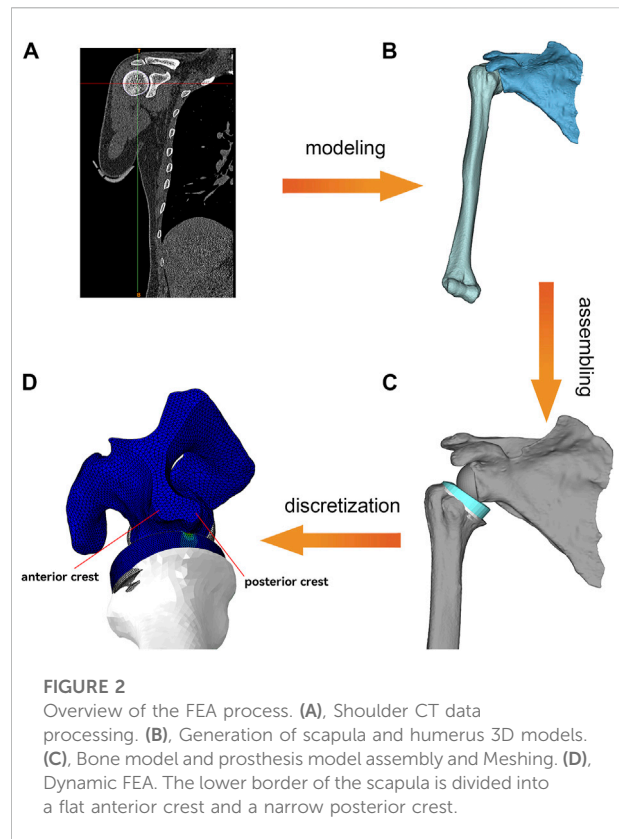 A
B
modeling
assembling
D
C
discretization
anterior crest
posterior crest
FIGURE 2
Overview of the FEA process. (A), Shoulder CT data
processing. (B), Generation of scapula and humerus 3D models.
(C), Bone model and prosthesis model assembly and Meshing. (D),
Dynamic FEA. The lower border of the scapula is divided into
a flat anterior crest and a narrow posterior crest.